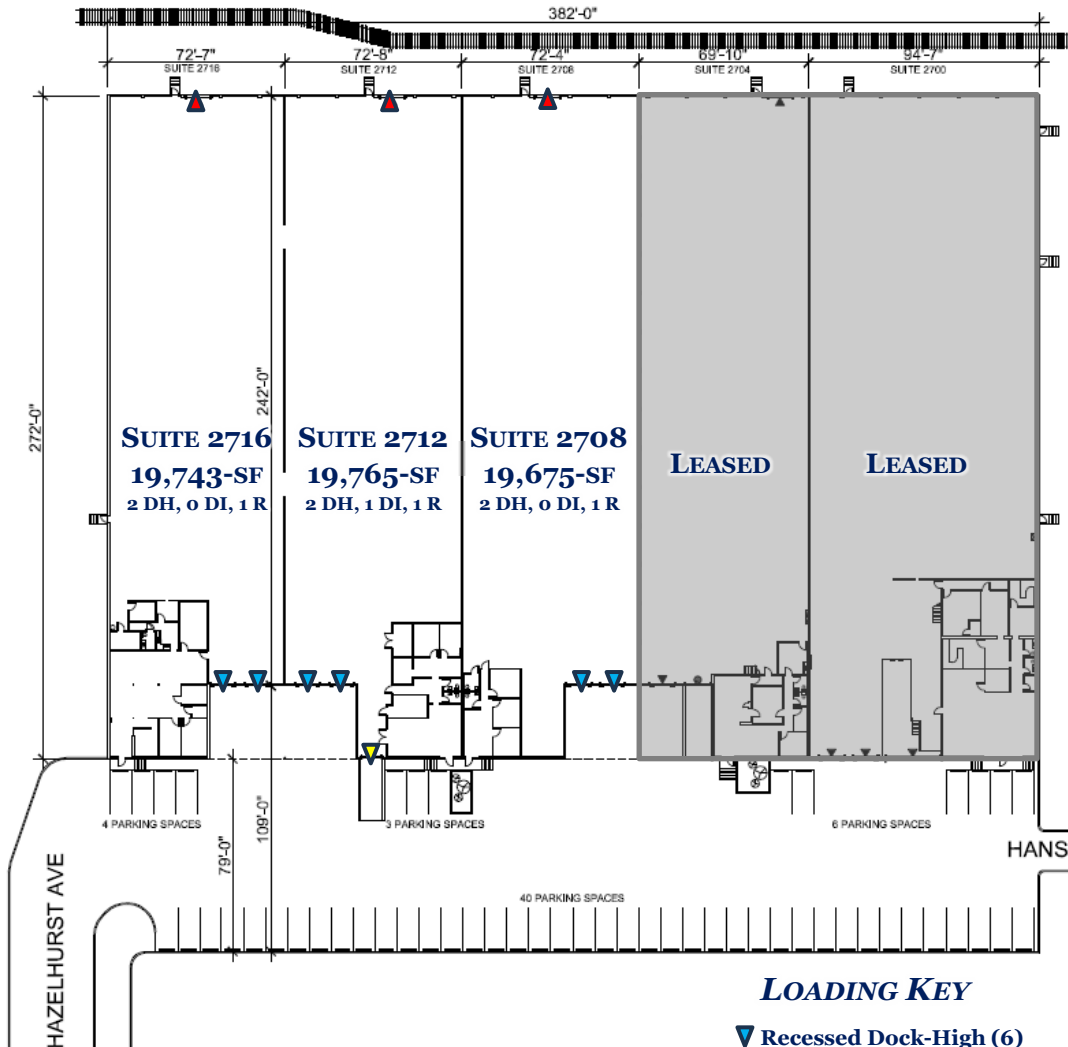 382'-0"
72'-7"
72'-8"
72'-4"
69'-10"
94'-7"
SUITE 2716
SUITE 2712
SUITE 2708
SUITE 2704
SUITE 2700
272'-0"
242'-0"
SUITE 2716
19,743-SF
2 DH, 0 DI, 1 R
SUITE 2712
19,765-SF
2 DH, 1 DI, 1 R
SUITE 2708
19,675-SF
2 DH, 0 DI, 1 R
LEASED
LEASED
4 PARKING SPACES
3 PARKING SPACES
6 PARKING SPACES
79'-0"
109'-0"
HANS
40 PARKING SPACES
HAZELHURST AVE
LOADING KEY
Recessed Dock-High (6)